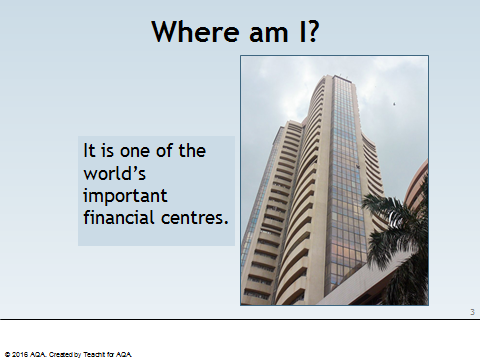 Where am I?
It is one of the
world's
important
financial centres.
3
© 2016 AQA. Created by Teachit for AQA.